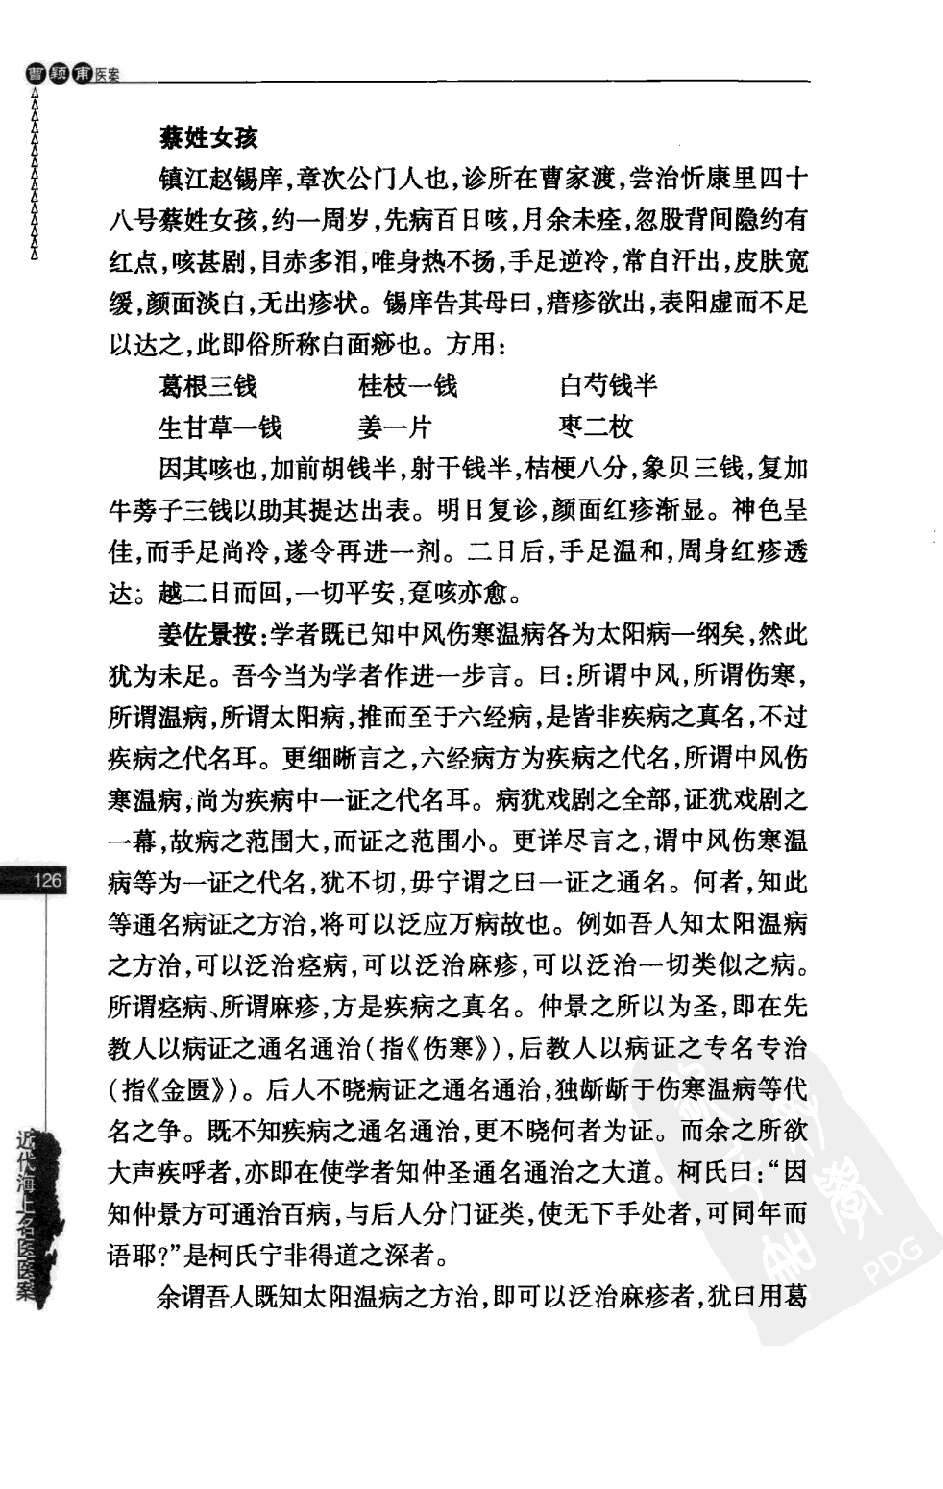 曹颖甫医案
蔡姓女孩
镇江赵锡庠,章次公门人也,诊所在曹家渡,尝治忻康里四十
八号蔡姓女孩,约一周岁,先病百日咳,月余未痊,忽股背间隐约有
红点,咳甚剧,目赤多泪,唯身热不扬,手足逆冷,常自汗出,皮肤宽
缓,颜面淡白,无出疹状。锡庠告其母曰,瘄疹欲出,表阳虚而不足
以达之,此即俗所称白面痧也。方用:
葛根三钱 桂枝一钱 白芍钱半
生甘草一钱 姜一片 枣二枚
因其咳也,加前胡钱半,射干钱半,桔梗八分,象贝三钱,复加
牛蒡子三钱以助其提达出表。明日复诊,颜面红疹渐显。神色呈
佳,而手足尚冷,遂令再进一剂。二日后,手足温和,周身红疹透
达。越二日而回,一切平安,趸咳亦愈。
姜佐景按:学者既已知中风伤寒温病各为太阳病一纲矣,然此
犹为未足。吾今当为学者作进一步言。曰:所谓中风,所谓伤寒,
所谓温病,所谓太阳病,推而至于六经病,是皆非疾病之真名,不过
疾病之代名耳。更细晰言之,六经病方为疾病之代名,所谓中风伤
寒温病,尚为疾病中一证之代名耳。病犹戏剧之全部,证犹戏剧之
一幕,故病之范围大,而证之范围小。更详尽言之,谓中风伤寒温
病等为一证之代名,犹不切,毋宁谓之曰一证之通名。何者,知此
等通名病证之方治,将可以泛应万病故也。例如吾人知太阳温病
之方治,可以泛治痉病,可以泛治麻疹,可以泛治一切类似之病。
所谓痉病、所谓麻疹,方是疾病之真名。仲景之所以为圣,即在先
教人以病证之通名通治(指《伤寒》),后教人以病证之专名专治
(指《金匮》)。后人不晓病证之通名通治,独龂龂于伤寒温病等代
名之争。既不知疾病之通名通治,更不晓何者为证。而余之所欲
大声疾呼者,亦即在使学者知仲圣通名通治之大道。柯氏曰:“因
知仲景方可通治百病,与后人分门证类,使无下手处者,可同年而
语耶?”是柯氏宁非得道之深者。
余谓吾人既知太阳温病之方治,即可以泛治麻疹者,犹曰用葛
126
近代海上名医医案
PDG